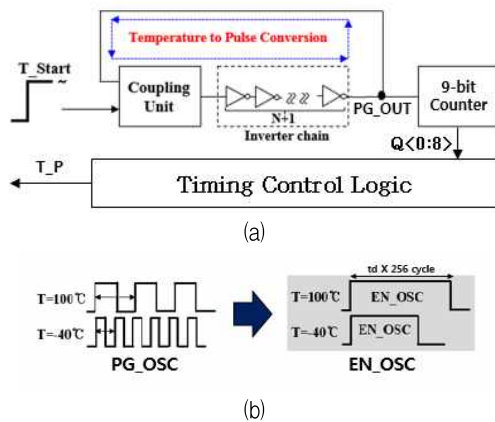 Temperature to Pulse Conversion
T_Start
~
Coupling
Unit
N+1
Inverter chain
PG_OUT
9-bit
Counter
Q<0:8>
T_P
Timing Control Logic
(a)
T=100℃
T=-40℃
PG_OSC
td X 256 cycle
T=100℃
EN_OSC
T=-40℃
EN_OSC
EN_OSC
(b)